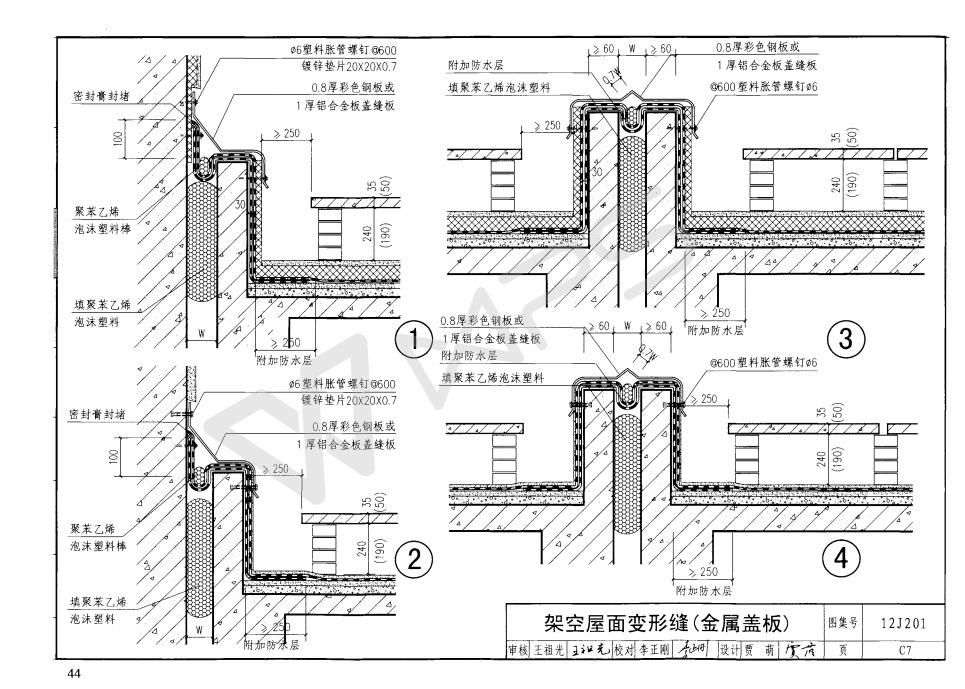 ø6塑料胀管螺钉@600
镀锌垫片20X20X0.7
密封膏封堵
0.8厚彩色钢板或
1厚铝合金板盖缝板
100
≥250
35
(50)
30
聚苯乙烯
泡沫塑料棒
240
(190)
填聚苯乙烯
泡沫塑料
W
≥250
附加防水层
1
≥60 W ≥60
0.8厚彩色钢板或
1厚铝合金板盖缝板
附加防水层
0.7W
填聚苯乙烯泡沫塑料
@600塑料胀管螺钉ø6
≥250
35
(50)
30
240
(190)
≥250
附加防水层
3
ø6塑料胀管螺钉@600
镀锌垫片20X20X0.7
密封膏封堵
0.8厚彩色钢板或
1厚铝合金板盖缝板
100
≥250
35
(50)
聚苯乙烯
泡沫塑料棒
240
(190)
填聚苯乙烯
泡沫塑料
W
≥250
附加防水层
2
0.8厚彩色钢板或
1厚铝合金板盖缝板
≥60 W ≥60
附加防水层
0.7W
填聚苯乙烯泡沫塑料
@600塑料胀管螺钉ø6
≥250
35
(50)
240
(190)
≥250
附加防水层
4
架空屋面变形缝(金属盖板) 图集号 12J201
审核 王祖光 王祖光 校对 李正刚 设计 贾 萌 页 C7
44
WPS